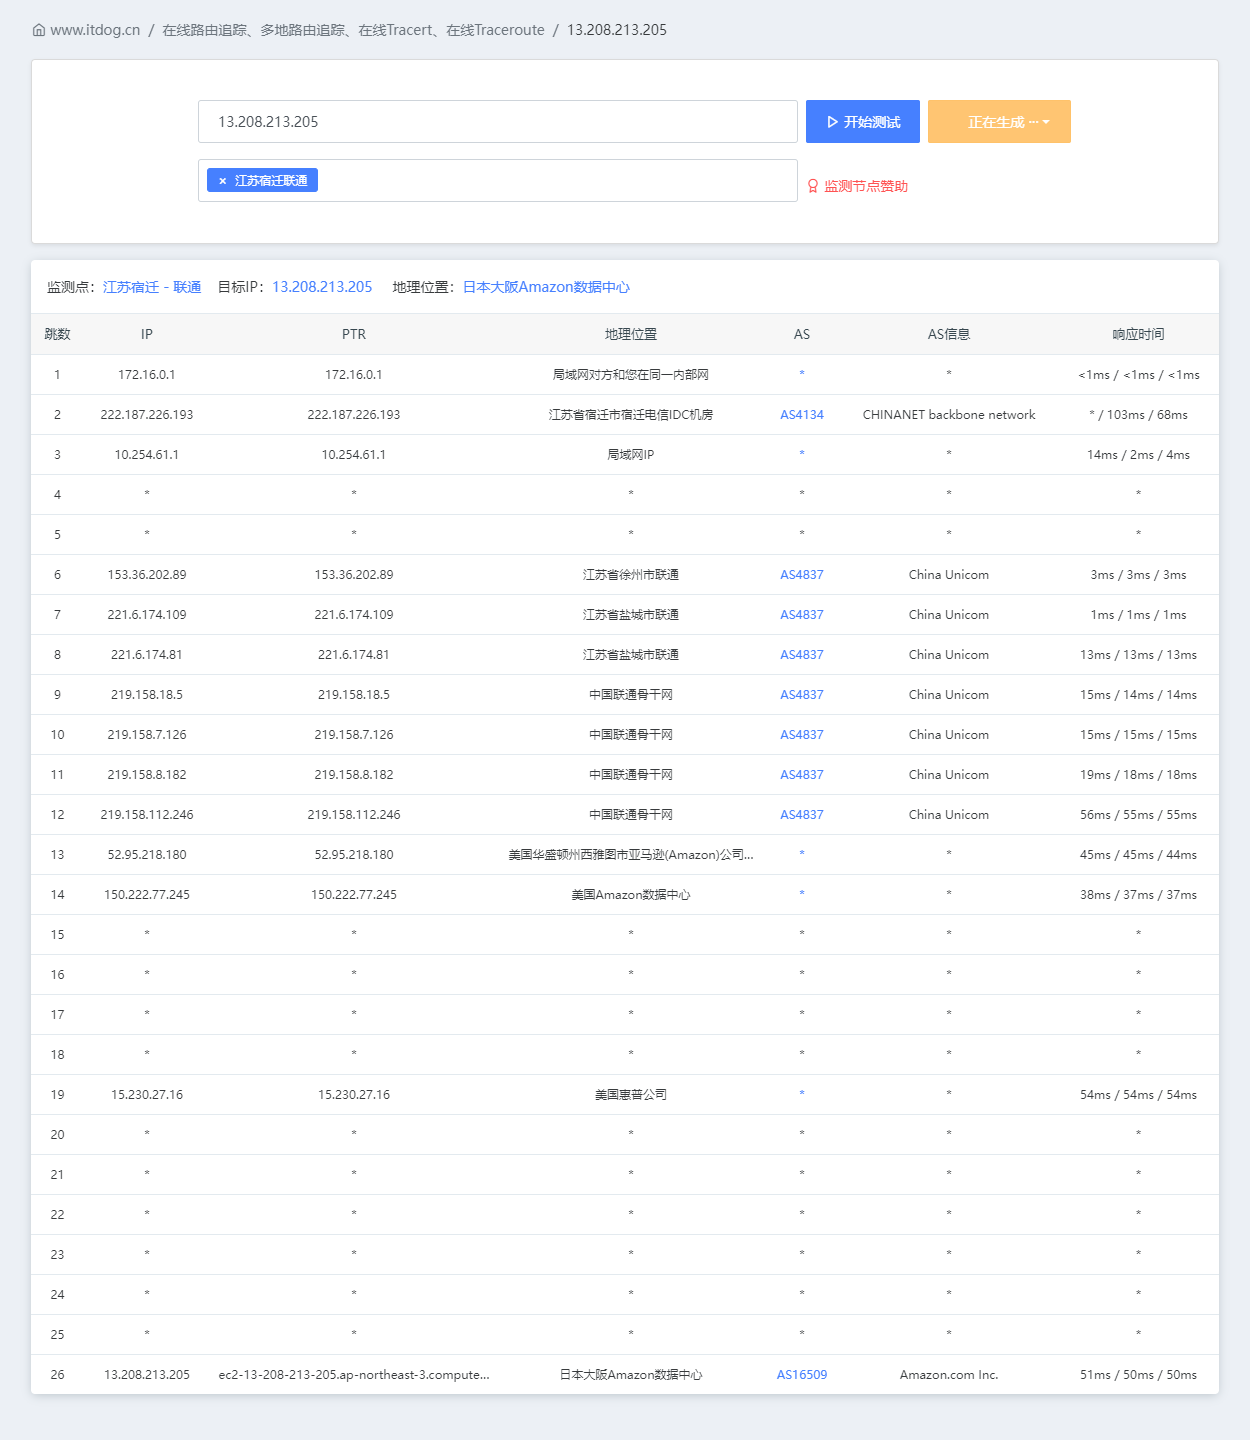 www.itdog.cn / 在线路由追踪、多地路由追踪、在线Tracert、在线Traceroute / 13.208.213.205
13.208.213.205 开始测试 正在生成 ···
× 江苏宿迁联通 监测节点赞助
监测点：江苏宿迁 - 联通 目标IP：13.208.213.205 地理位置：日本大阪Amazon数据中心
跳数 IP PTR 地理位置 AS AS信息 响应时间
1 172.16.0.1 172.16.0.1 局域网对方和您在同一内部网 * * <1ms / <1ms / <1ms
2 222.187.226.193 222.187.226.193 江苏省宿迁市宿迁电信IDC机房 AS4134 CHINANET backbone network * / 103ms / 68ms
3 10.254.61.1 10.254.61.1 局域网IP * * 14ms / 2ms / 4ms
4 * * * * * *
5 * * * * * *
6 153.36.202.89 153.36.202.89 江苏省徐州市联通 AS4837 China Unicom 3ms / 3ms / 3ms
7 221.6.174.109 221.6.174.109 江苏省盐城市联通 AS4837 China Unicom 1ms / 1ms / 1ms
8 221.6.174.81 221.6.174.81 江苏省盐城市联通 AS4837 China Unicom 13ms / 13ms / 13ms
9 219.158.18.5 219.158.18.5 中国联通骨干网 AS4837 China Unicom 15ms / 14ms / 14ms
10 219.158.7.126 219.158.7.126 中国联通骨干网 AS4837 China Unicom 15ms / 15ms / 15ms
11 219.158.8.182 219.158.8.182 中国联通骨干网 AS4837 China Unicom 19ms / 18ms / 18ms
12 219.158.112.246 219.158.112.246 中国联通骨干网 AS4837 China Unicom 56ms / 55ms / 55ms
13 52.95.218.180 52.95.218.180 美国华盛顿州西雅图市亚马逊(Amazon)公司... * * 45ms / 45ms / 44ms
14 150.222.77.245 150.222.77.245 美国Amazon数据中心 * * 38ms / 37ms / 37ms
15 * * * * * *
16 * * * * * *
17 * * * * * *
18 * * * * * *
19 15.230.27.16 15.230.27.16 美国惠普公司 * * 54ms / 54ms / 54ms
20 * * * * * *
21 * * * * * *
22 * * * * * *
23 * * * * * *
24 * * * * * *
25 * * * * * *
26 13.208.213.205 ec2-13-208-213-205.ap-northeast-3.compute... 日本大阪Amazon数据中心 AS16509 Amazon.com Inc. 51ms / 50ms / 50ms